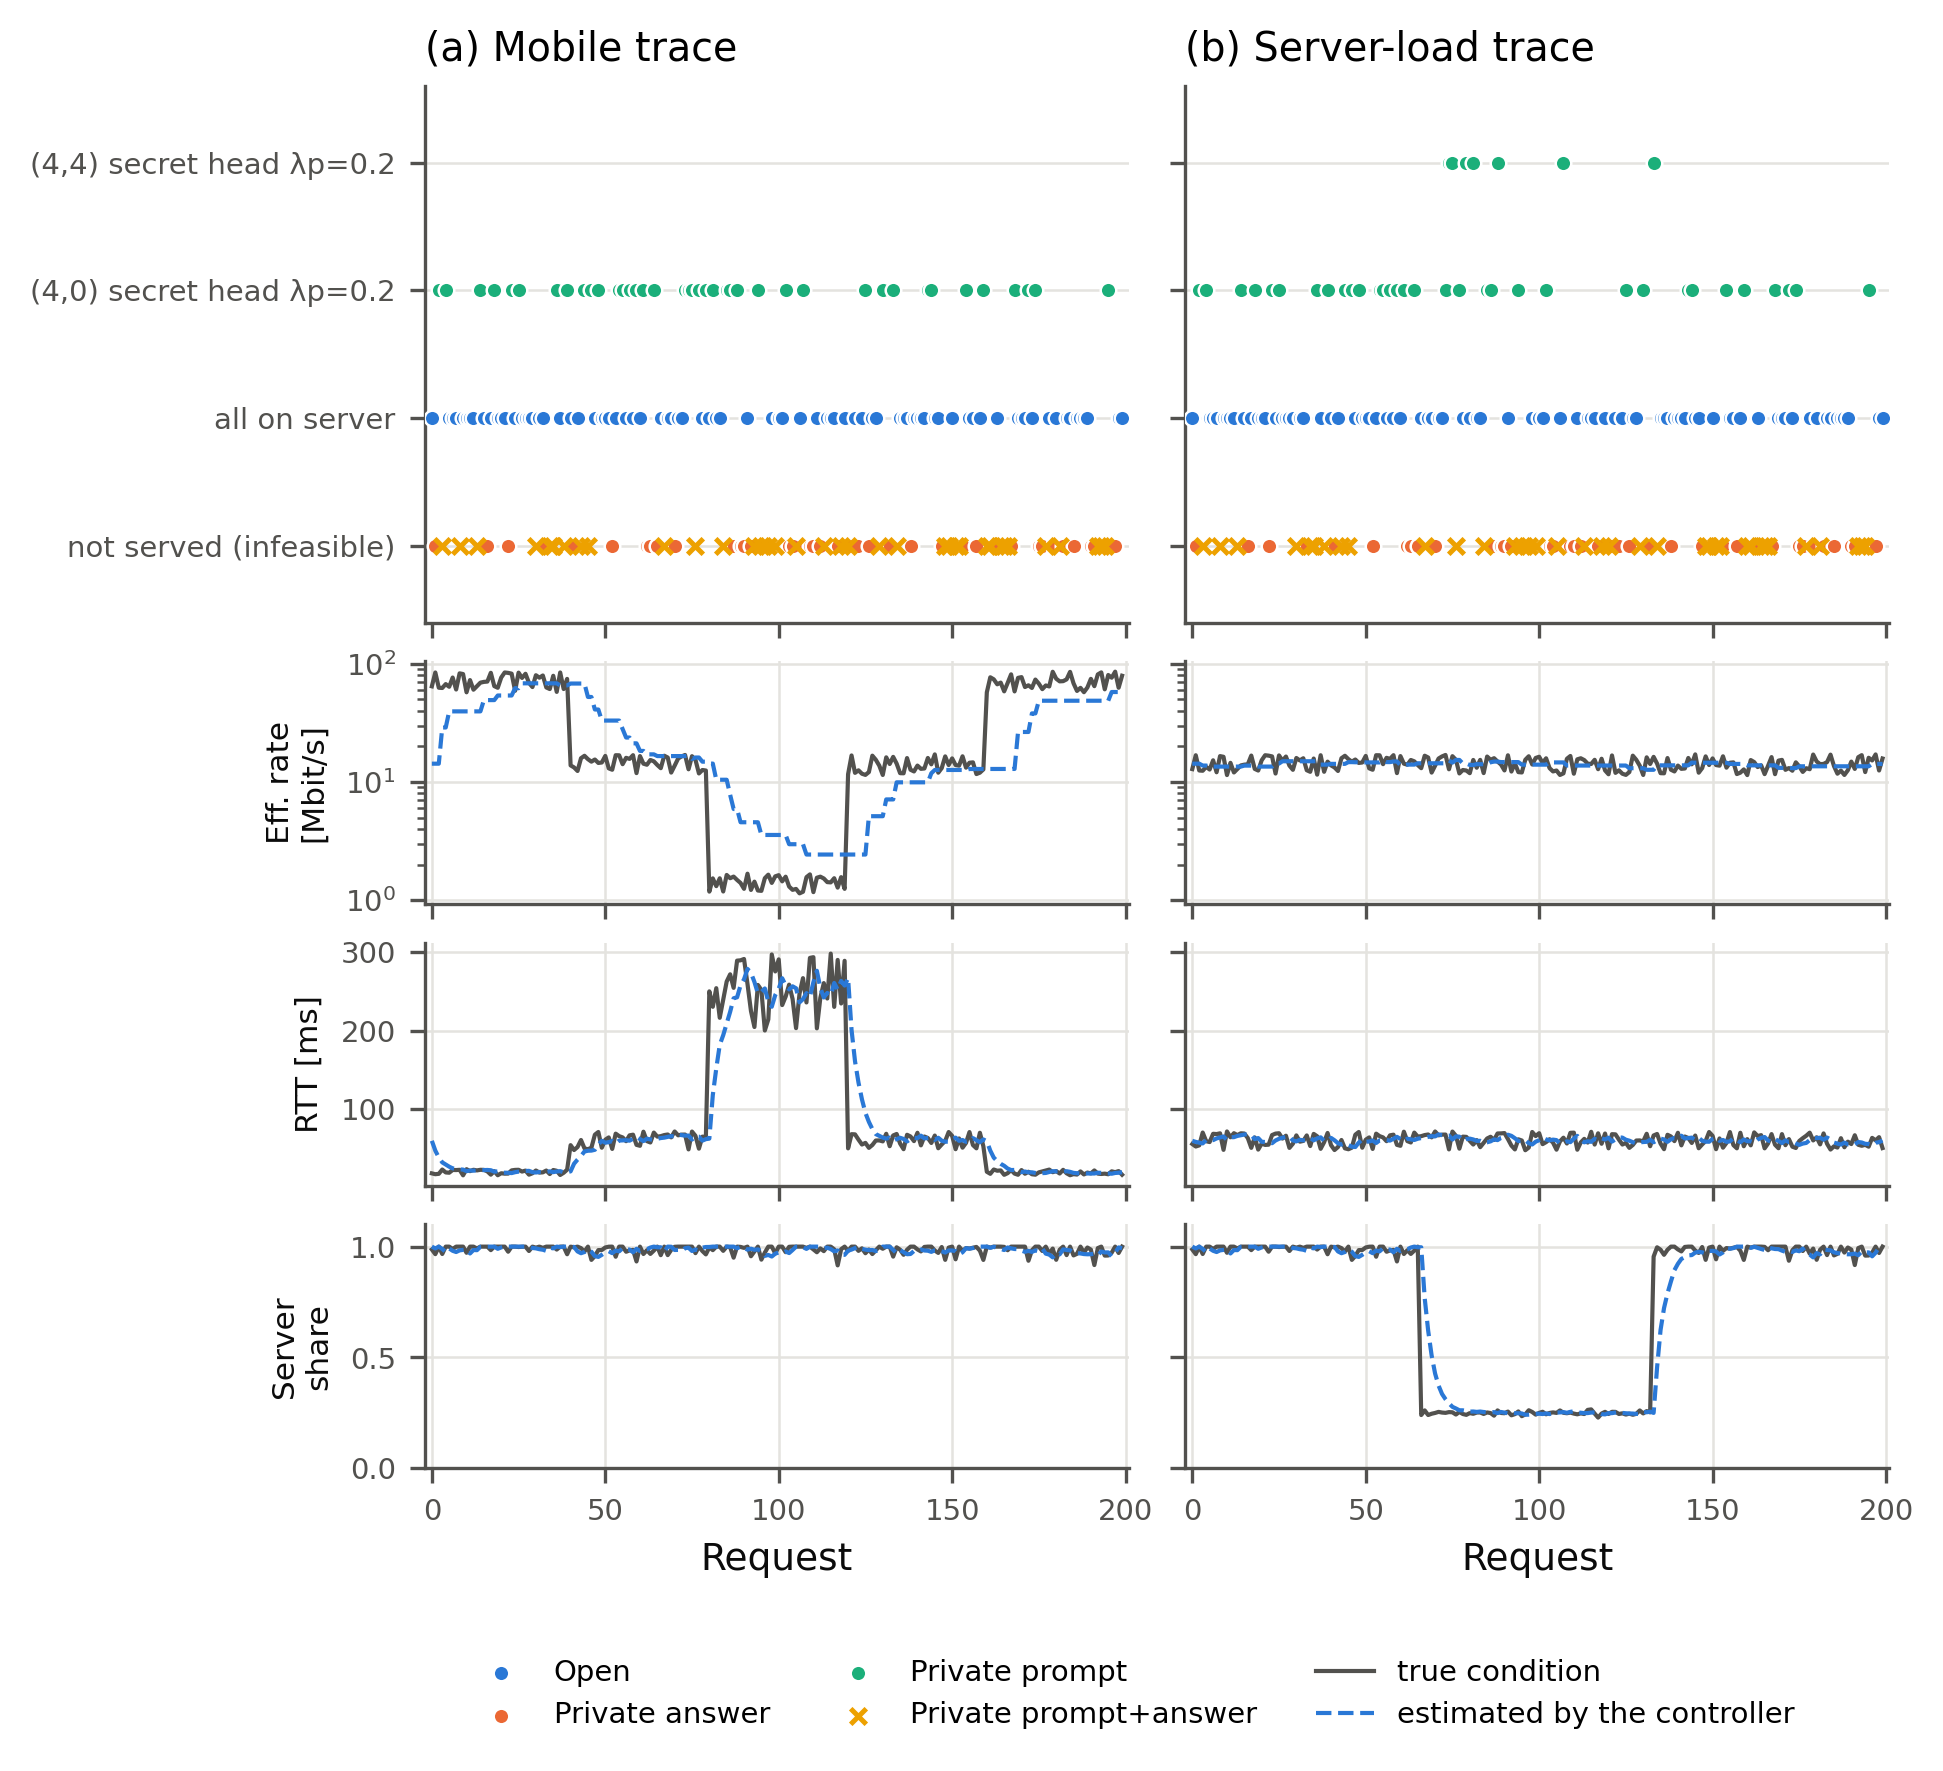 (a) Mobile trace
(b) Server-load trace
(4,4) secret head λp=0.2
(4,0) secret head λp=0.2
all on server
not served (infeasible)
Eff. rate
[Mbit/s]
10²
10¹
10⁰
RTT [ms]
300
200
100
Server
share
1.0
0.5
0.0
0 50 100 150 200
0 50 100 150 200
Request
Request
Open
Private answer
Private prompt
Private prompt+answer
true condition
estimated by the controller